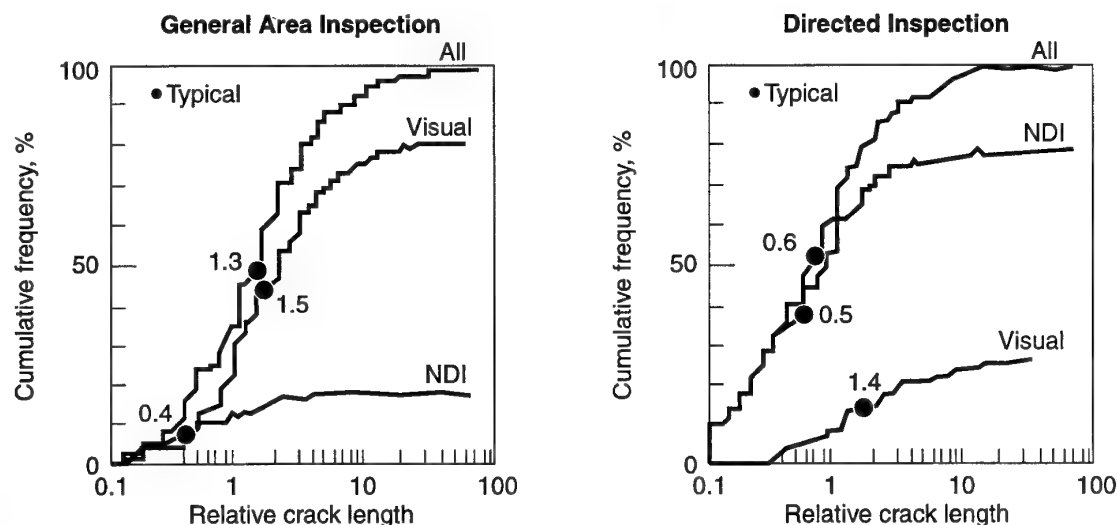 General Area Inspection
All
100
Typical
Visual
Cumulative frequency, %
1.3
50
1.5
NDI
0.4
0
0.1
1
10
100
Relative crack length
Directed Inspection
All
100
Typical
NDI
Cumulative frequency, %
0.6
50
0.5
Visual
1.4
0
0.1
1
10
100
Relative crack length